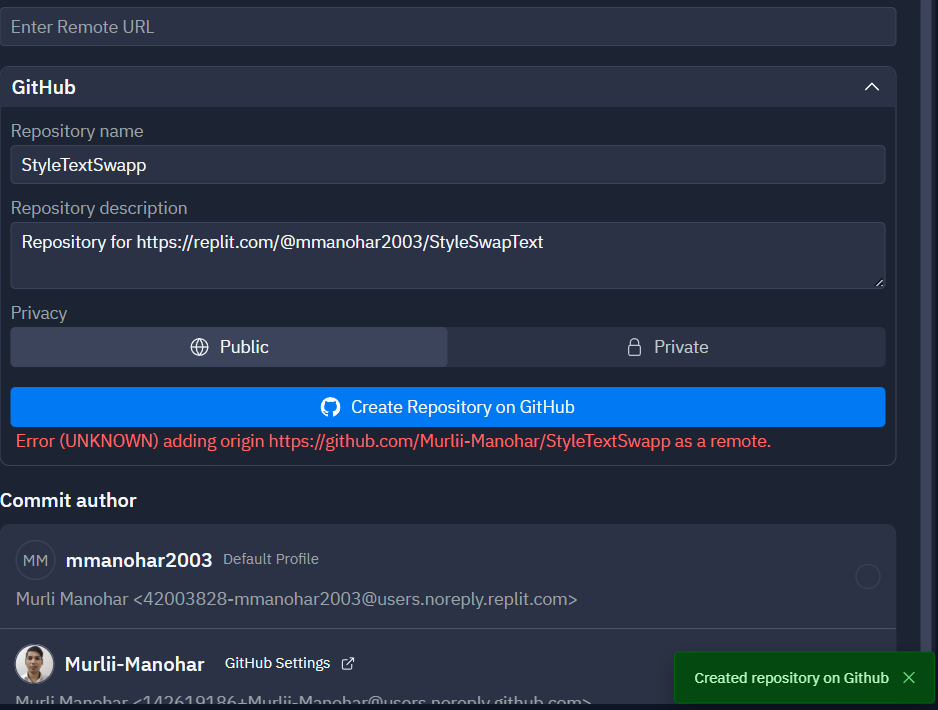 Enter Remote URL
GitHub
Repository name
StyleTextSwapp
Repository description
Repository for https://replit.com/@mmanohar2003/StyleSwapText
Privacy
Public Private
Create Repository on GitHub
Error (UNKNOWN) adding origin https://github.com/Murlii-Manohar/StyleTextSwapp as a remote.
Commit author
MM mmanohar2003 Default Profile
Murli Manohar <42003828-mmanohar2003@users.noreply.replit.com>
Murlii-Manohar GitHub Settings
Created repository on Github
Murli Manohar <142619186+Murlii-Manohar@users.noreply.github.com>